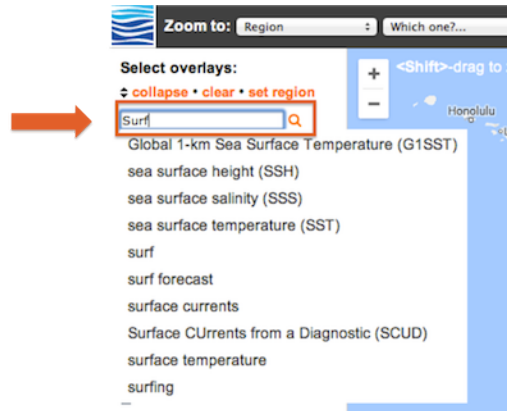 Zoom to: Region Which one?...
Select overlays:
collapse • clear • set region
Surf
Global 1-km Sea Surface Temperature (G1SST)
sea surface height (SSH)
sea surface salinity (SSS)
sea surface temperature (SST)
surf
surf forecast
surface currents
Surface CUrrents from a Diagnostic (SCUD)
surface temperature
surfing
+
<Shift>-drag to
−
Honolulu